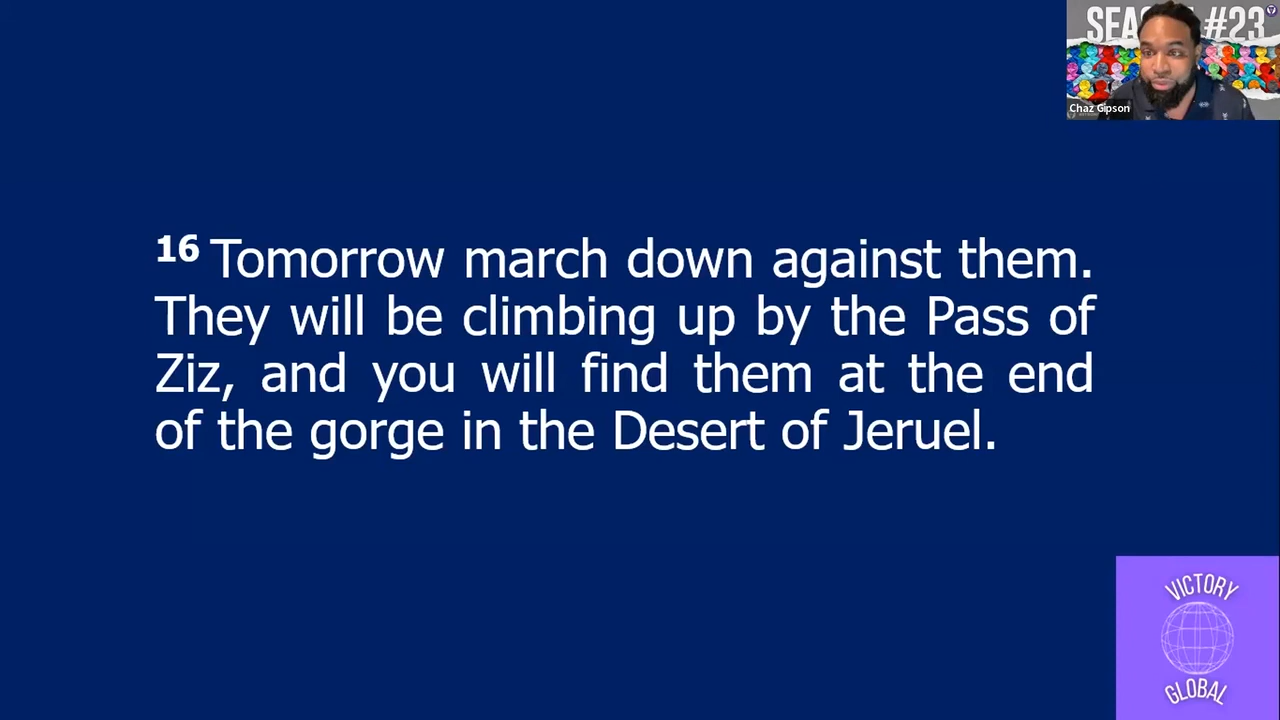 SEA #23
Chaz Gipson
16 Tomorrow march down against them.
They will be climbing up by the Pass of
Ziz, and you will find them at the end
of the gorge in the Desert of Jeruel.
VICTORY
GLOBAL